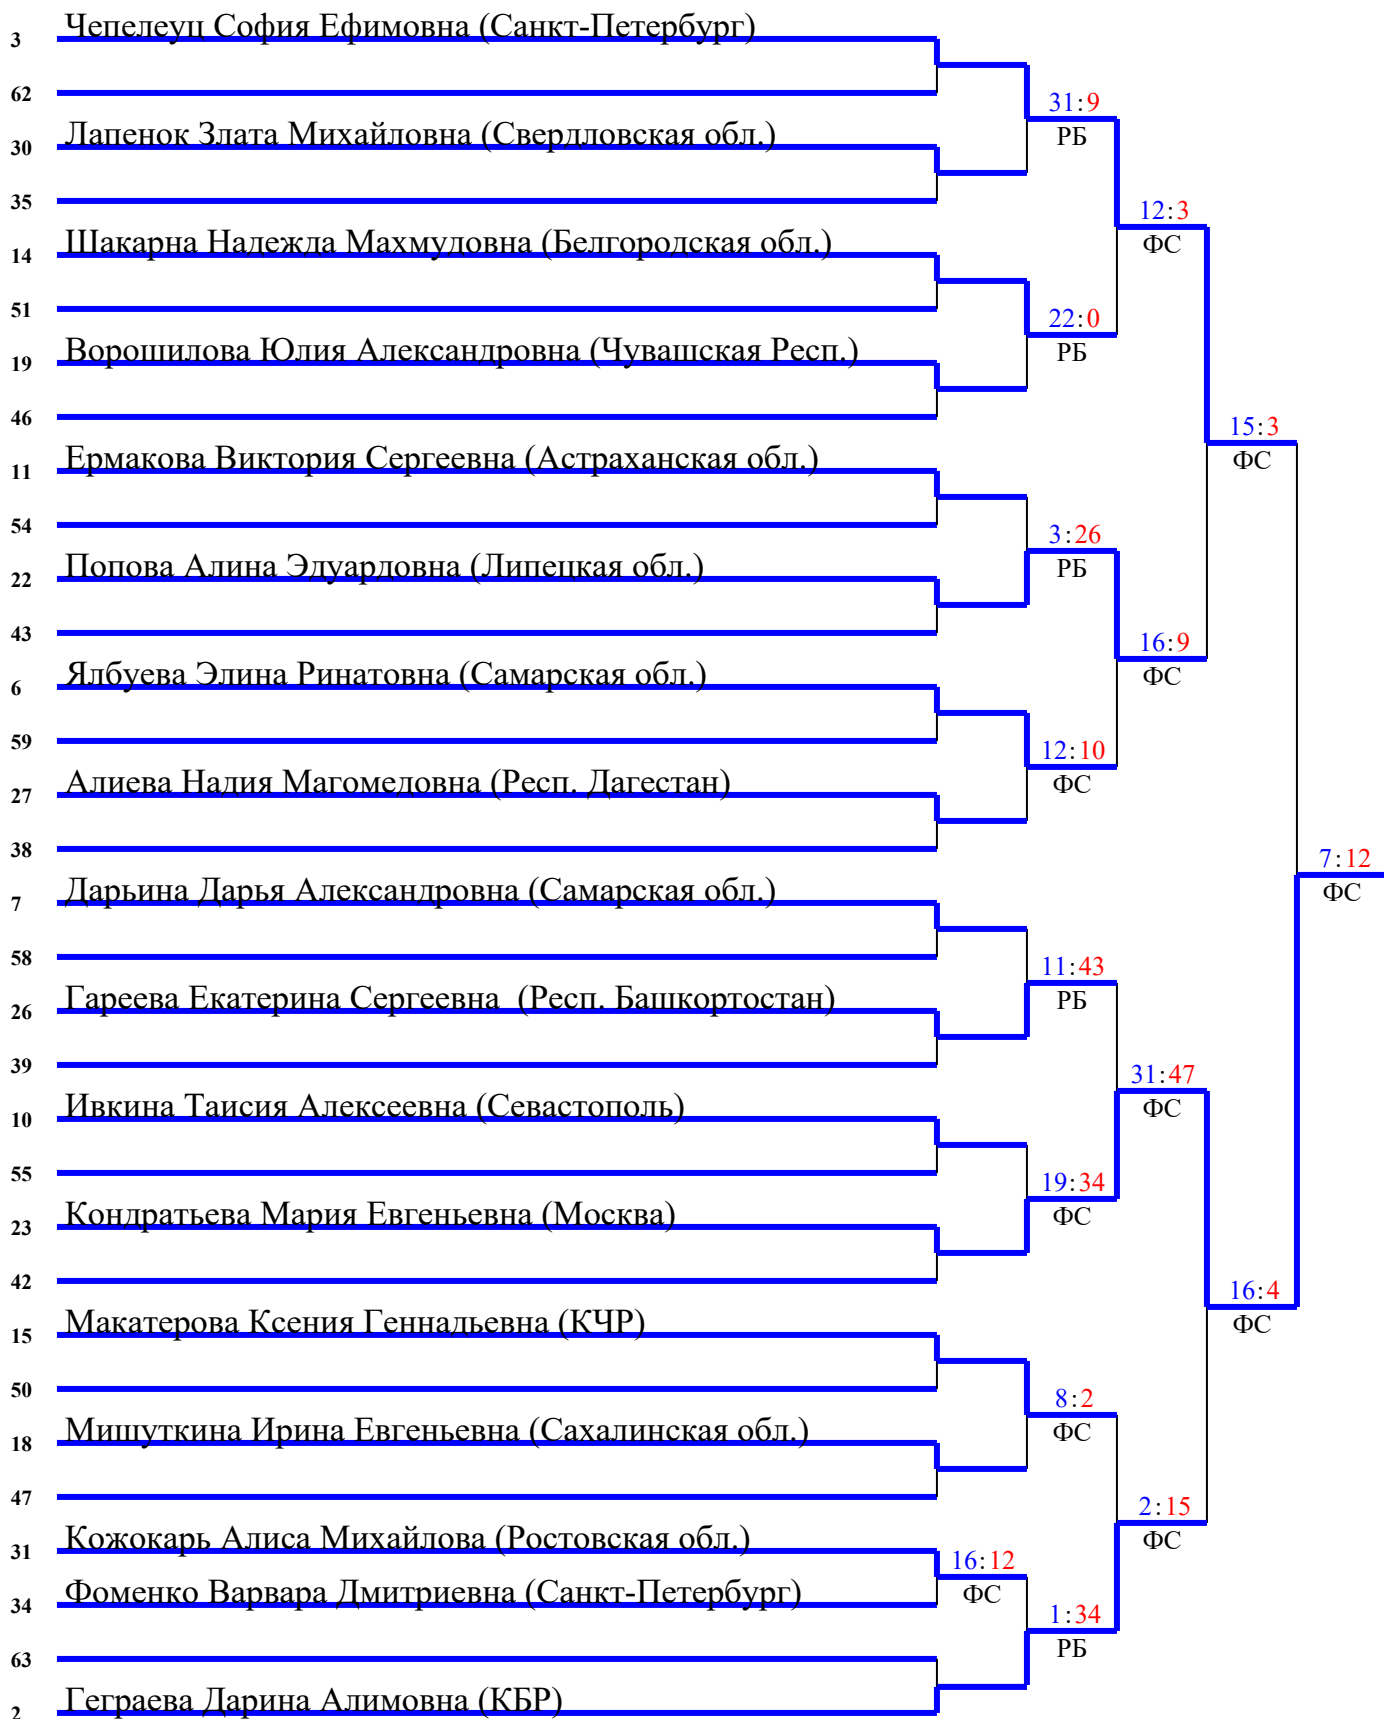 3 Чепелеуц София Ефимовна (Санкт-Петербург)
62
31:9
РБ
30 Лапенок Злата Михайловна (Свердловская обл.)
35
12:3
ФС
14 Шакарна Надежда Махмудовна (Белгородская обл.)
51
22:0
РБ
19 Ворошилова Юлия Александровна (Чувашская Респ.)
46
15:3
ФС
11 Ермакова Виктория Сергеевна (Астраханская обл.)
54
3:26
РБ
22 Попова Алина Эдуардовна (Липецкая обл.)
43
16:9
ФС
6 Ялбуева Элина Ринатовна (Самарская обл.)
59
12:10
ФС
27 Алиева Надия Магомедовна (Респ. Дагестан)
38
7:12
ФС
7 Дарьина Дарья Александровна (Самарская обл.)
58
11:43
РБ
26 Гареева Екатерина Сергеевна (Респ. Башкортостан)
39
31:47
ФС
10 Ивкина Таисия Алексеевна (Севастополь)
55
19:34
ФС
23 Кондратьева Мария Евгеньевна (Москва)
42
16:4
ФС
15 Макатерова Ксения Геннадьевна (КЧР)
50
8:2
ФС
18 Мишуткина Ирина Евгеньевна (Сахалинская обл.)
47
2:15
ФС
31 Кожокарь Алиса Михайлова (Ростовская обл.)
16:12
ФС
34 Фоменко Варвара Дмитриевна (Санкт-Петербург)
1:34
РБ
63
2 Геграева Дарина Алимовна (КБР)